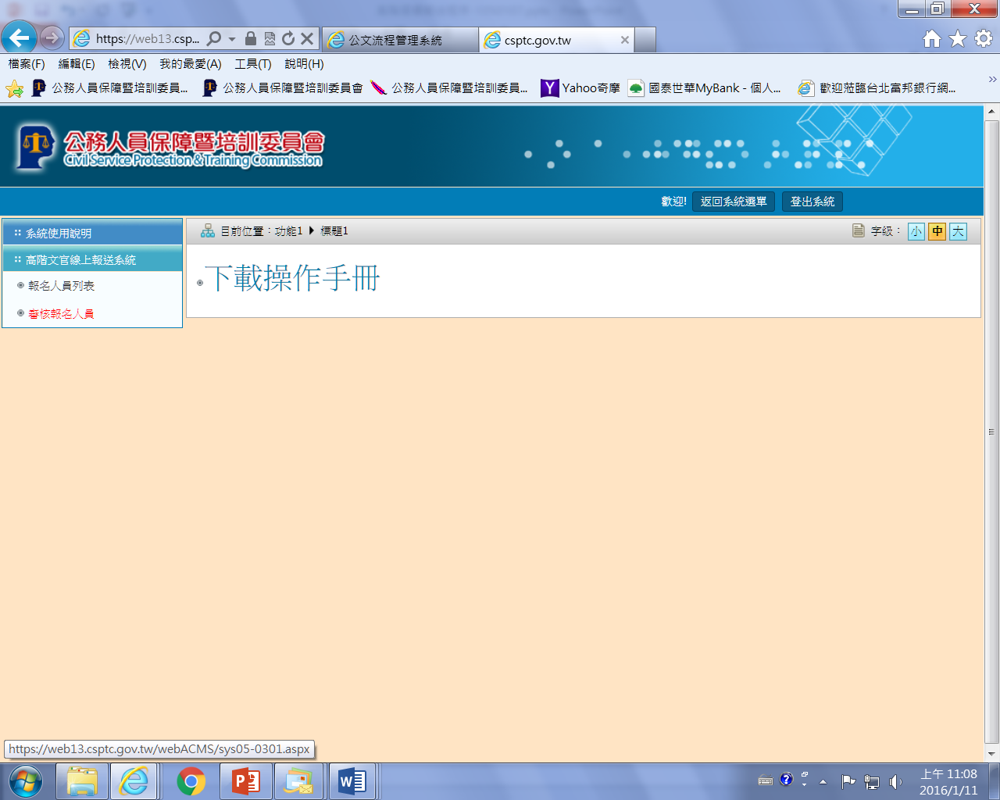 https://web13.csp...
公文流程管理系統
csptc.gov.tw
檔案(F) 編輯(E) 檢視(V) 我的最愛(A) 工具(T) 說明(H)
公務人員保障暨培訓委員... 公務人員保障暨培訓委員會 公務人員保障暨培訓委員... Yahoo奇摩 國泰世華MyBank - 個人... 歡迎蒞臨台北富邦銀行網...
公務人員保障暨培訓委員會
Civil Service Protection & Training Commission
歡迎! 返回系統選單 登出系統
系統使用說明
高階文官線上報送系統
報名人員列表
審核報名人員
目前位置：功能1 標題1
字級： 小 中 大
下載操作手冊
https://web13.csptc.gov.tw/webACMS/sys05-0301.aspx
上午 11:08
2016/1/11